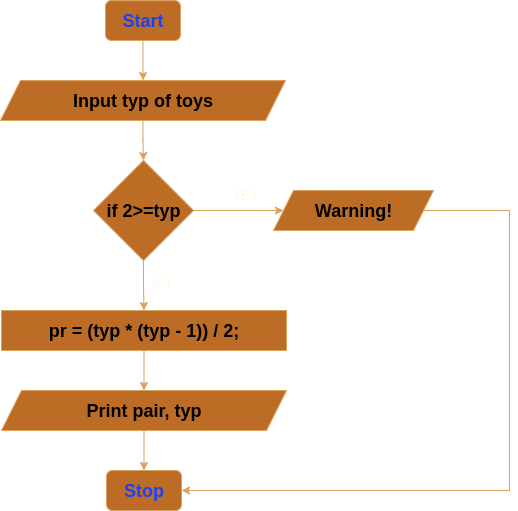 Start
Input typ of toys
if 2>=typ
YES
Warning!
NO
pr = (typ * (typ - 1)) / 2;
Print pair, typ
Stop